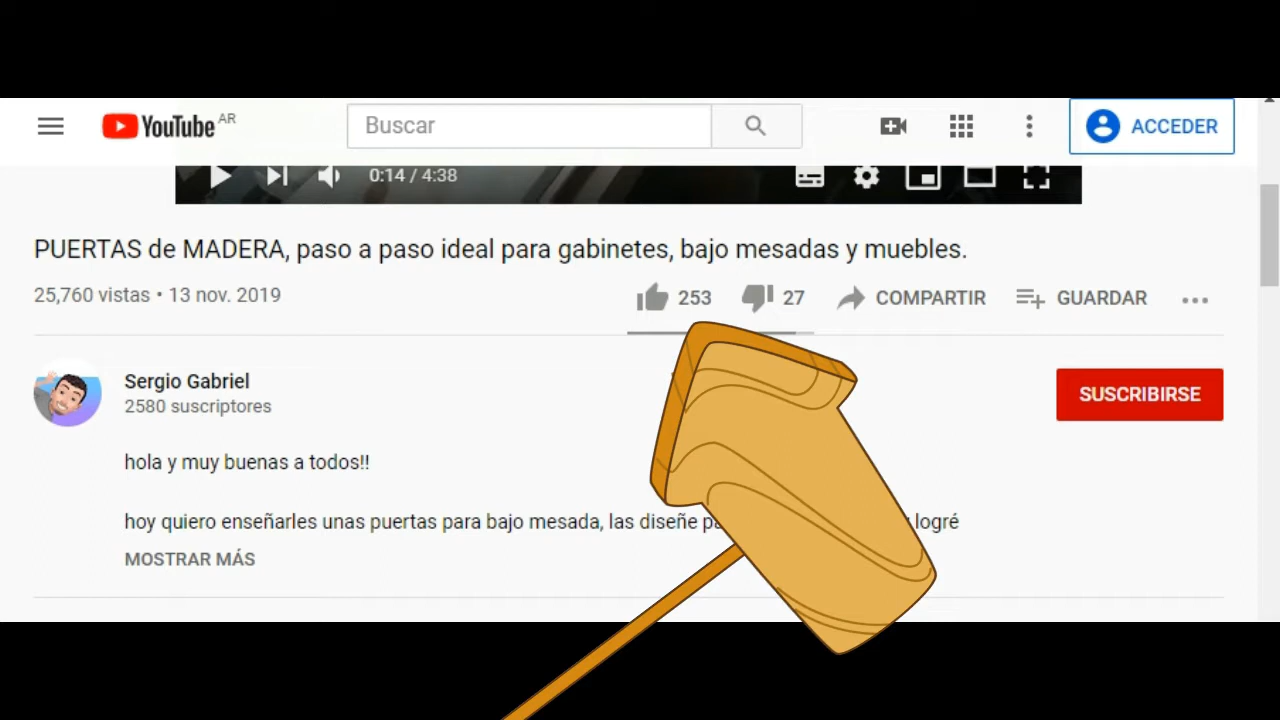 YouTube AR
Buscar
ACCEDER
0:14 / 4:38
PUERTAS de MADERA, paso a paso ideal para gabinetes, bajo mesadas y muebles.
25,760 vistas • 13 nov. 2019
253
27
COMPARTIR
GUARDAR
Sergio Gabriel
2580 suscriptores
SUSCRIBIRSE
hola y muy buenas a todos!!
hoy quiero enseñarles unas puertas para bajo mesada, las diseñe logré
MOSTRAR MÁS